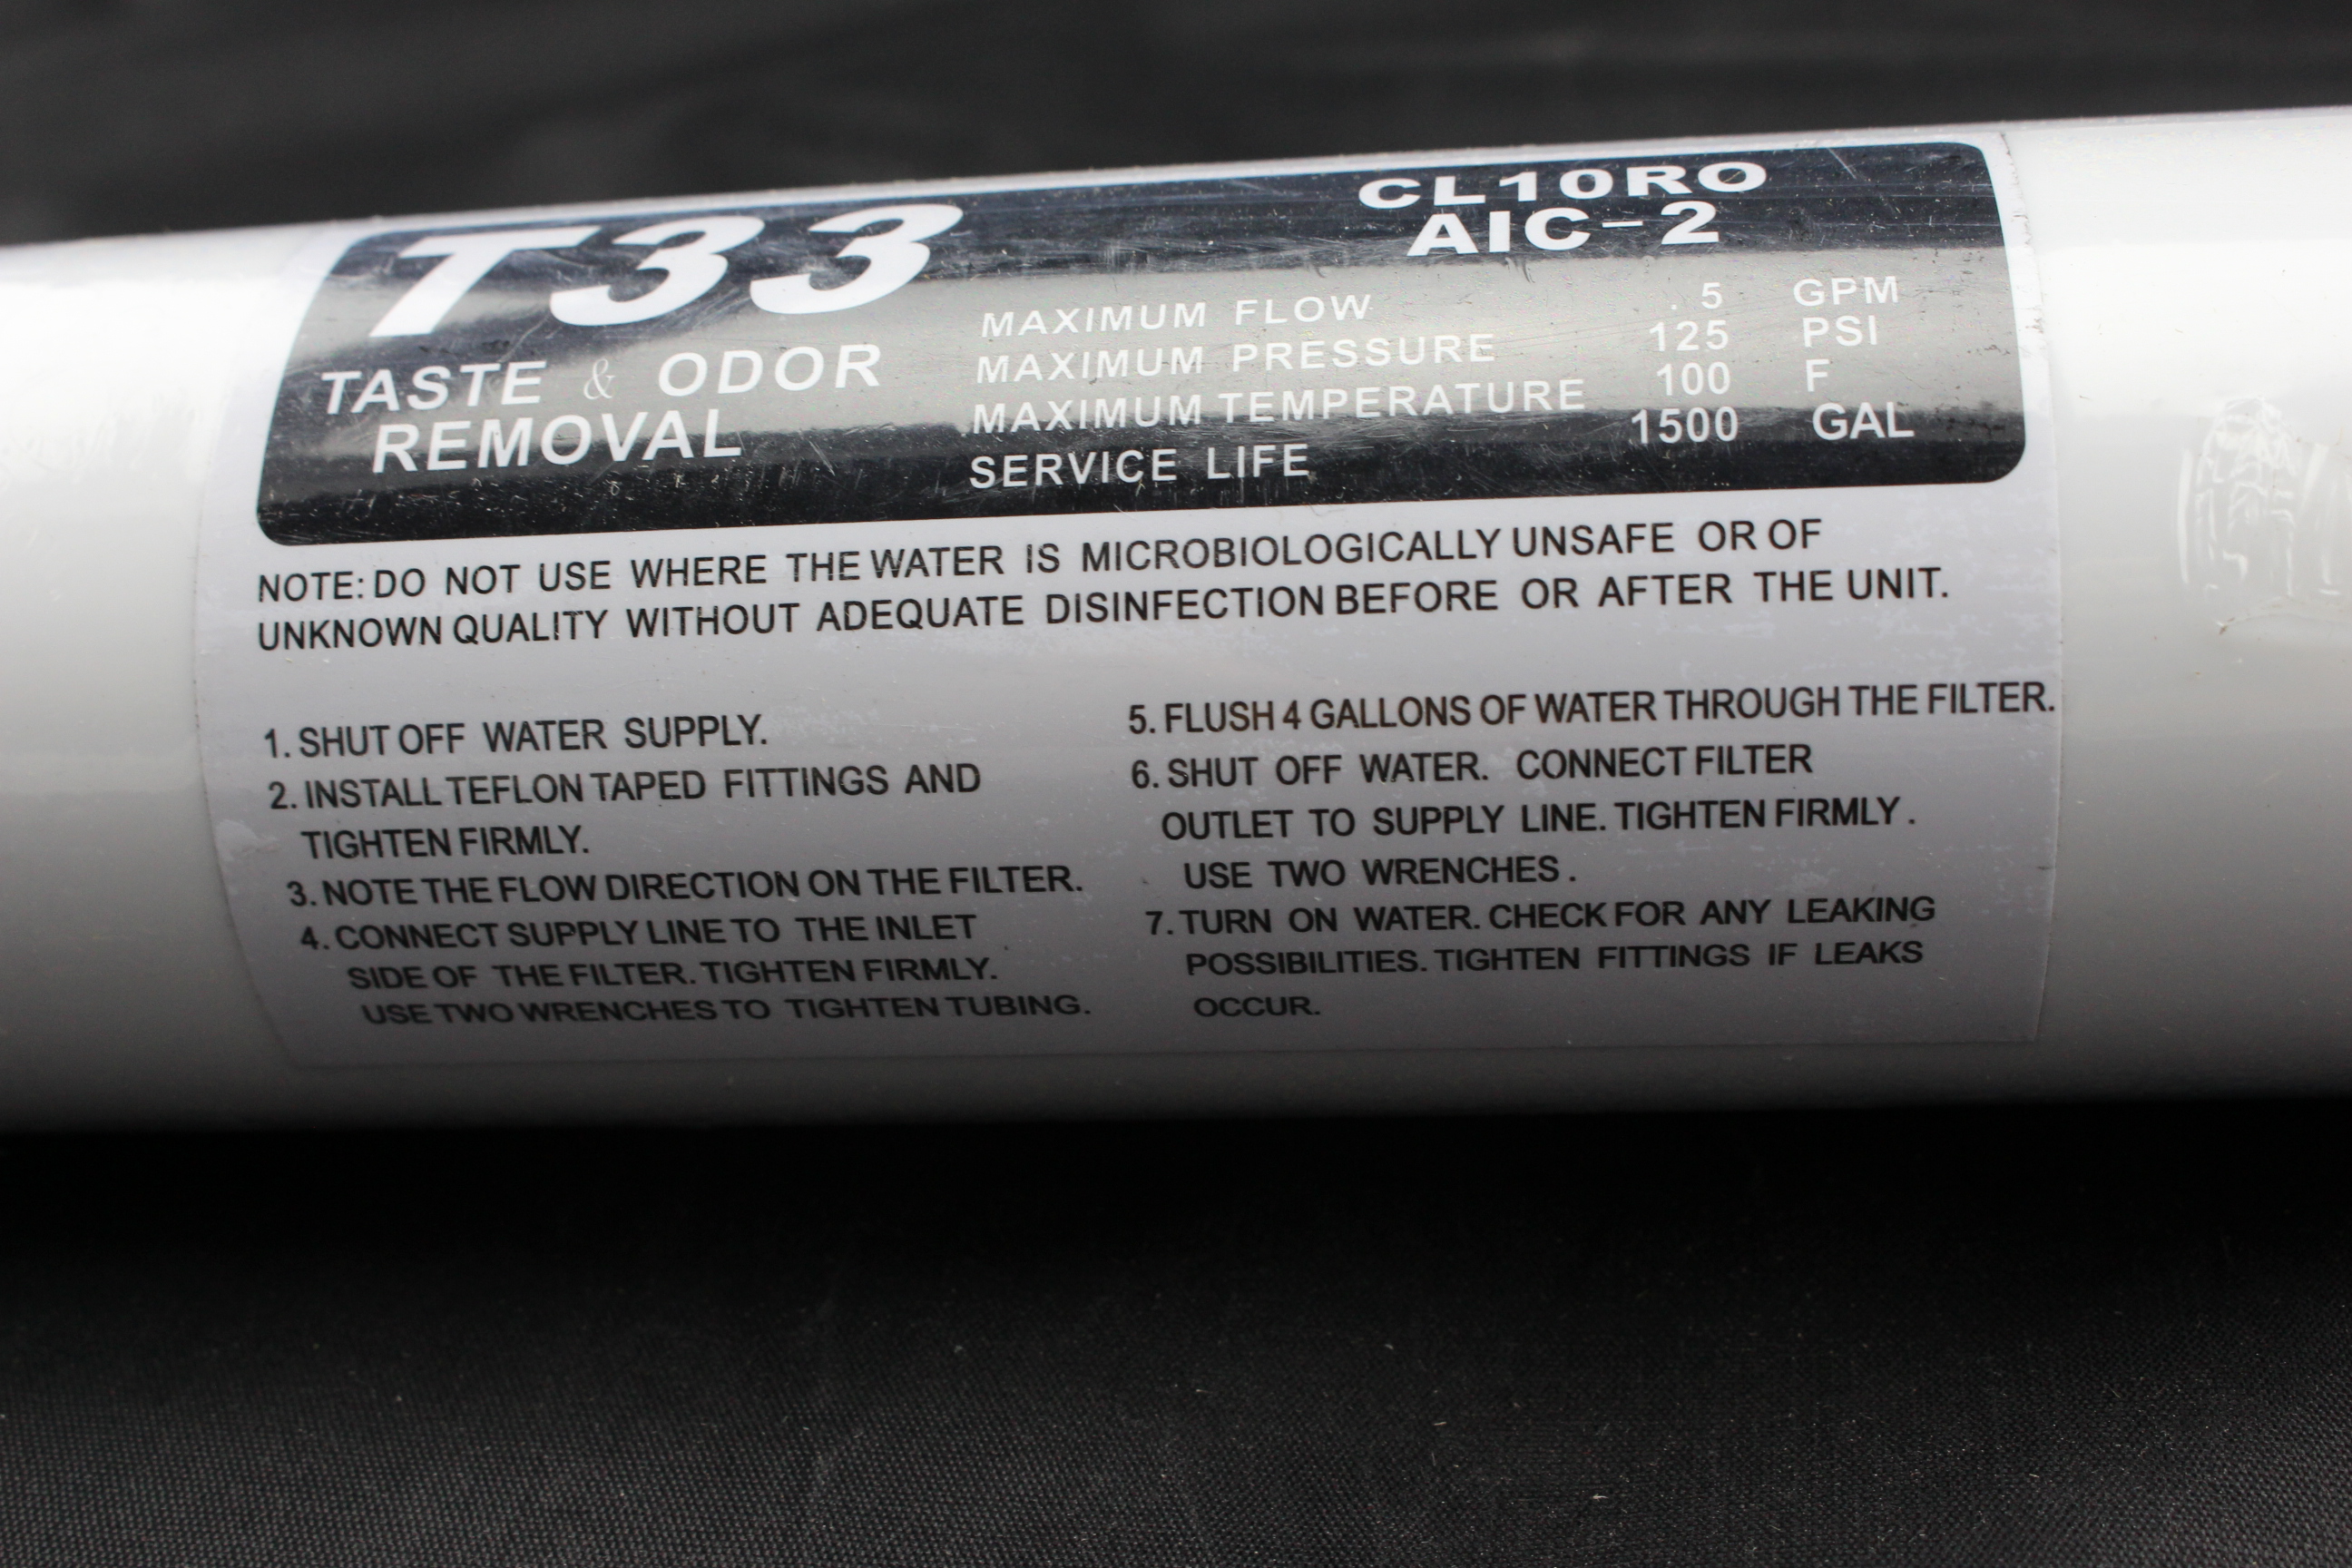 T33
CL10RO
AIC-2
TASTE & ODOR
REMOVAL
MAXIMUM FLOW .5 GPM
MAXIMUM PRESSURE 125 PSI
MAXIMUM TEMPERATURE 100 F
SERVICE LIFE 1500 GAL
NOTE: DO NOT USE WHERE THE WATER IS MICROBIOLOGICALLY UNSAFE OR OF
UNKNOWN QUALITY WITHOUT ADEQUATE DISINFECTION BEFORE OR AFTER THE UNIT.
1. SHUT OFF WATER SUPPLY.
2. INSTALL TEFLON TAPED FITTINGS AND
TIGHTEN FIRMLY.
3. NOTE THE FLOW DIRECTION ON THE FILTER.
4. CONNECT SUPPLY LINE TO THE INLET
SIDE OF THE FILTER. TIGHTEN FIRMLY.
USE TWO WRENCHES TO TIGHTEN TUBING.
5. FLUSH 4 GALLONS OF WATER THROUGH THE FILTER.
6. SHUT OFF WATER. CONNECT FILTER
OUTLET TO SUPPLY LINE. TIGHTEN FIRMLY.
USE TWO WRENCHES.
7. TURN ON WATER. CHECK FOR ANY LEAKING
POSSIBILITIES. TIGHTEN FITTINGS IF LEAKS
OCCUR.